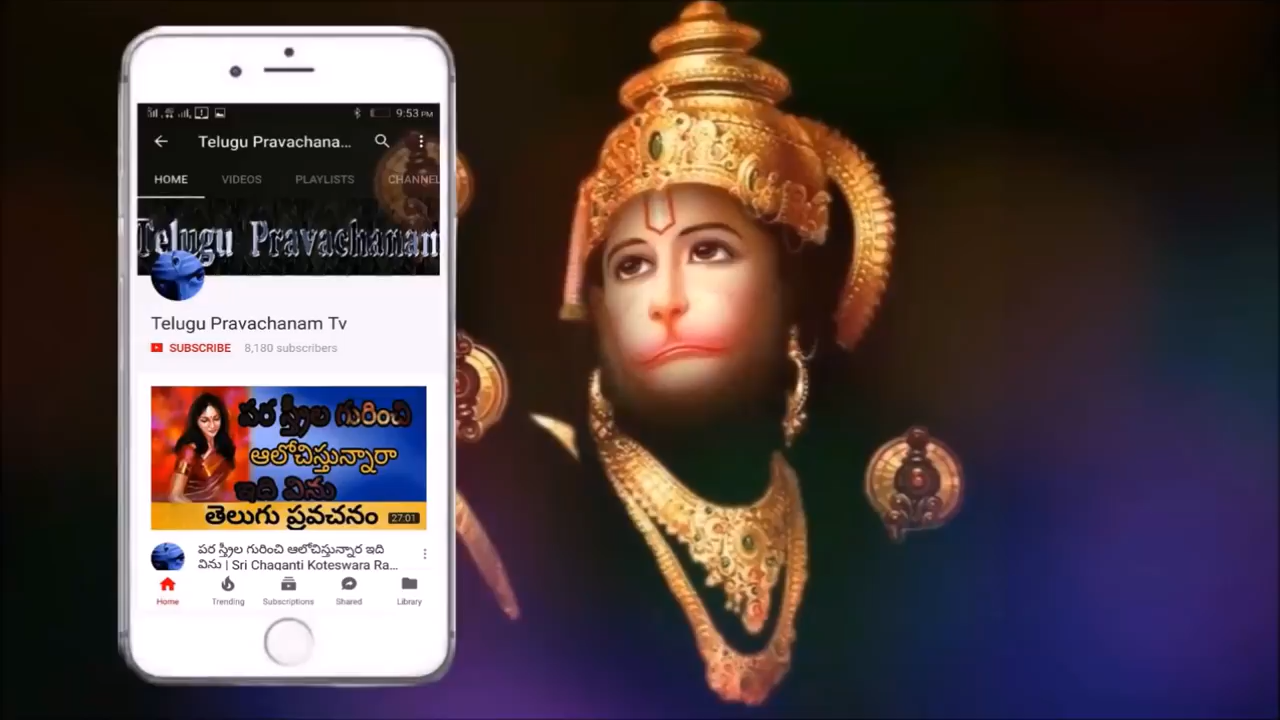 9:53 PM
Telugu Pravachana...
HOME VIDEOS PLAYLISTS CHANNEL
Telugu Pravachanam
Telugu Pravachanam Tv
SUBSCRIBE 8,180 subscribers
పర స్త్రీల గురించి
ఆలోచిస్తున్నారా
ఇది విను
తెలుగు ప్రవచనం 27:01
పర స్త్రీల గురించి ఆలోచిస్తున్నార ఇది
విను | Sri Chaganti Koteswara Ra...
Home Trending Subscriptions Shared Library